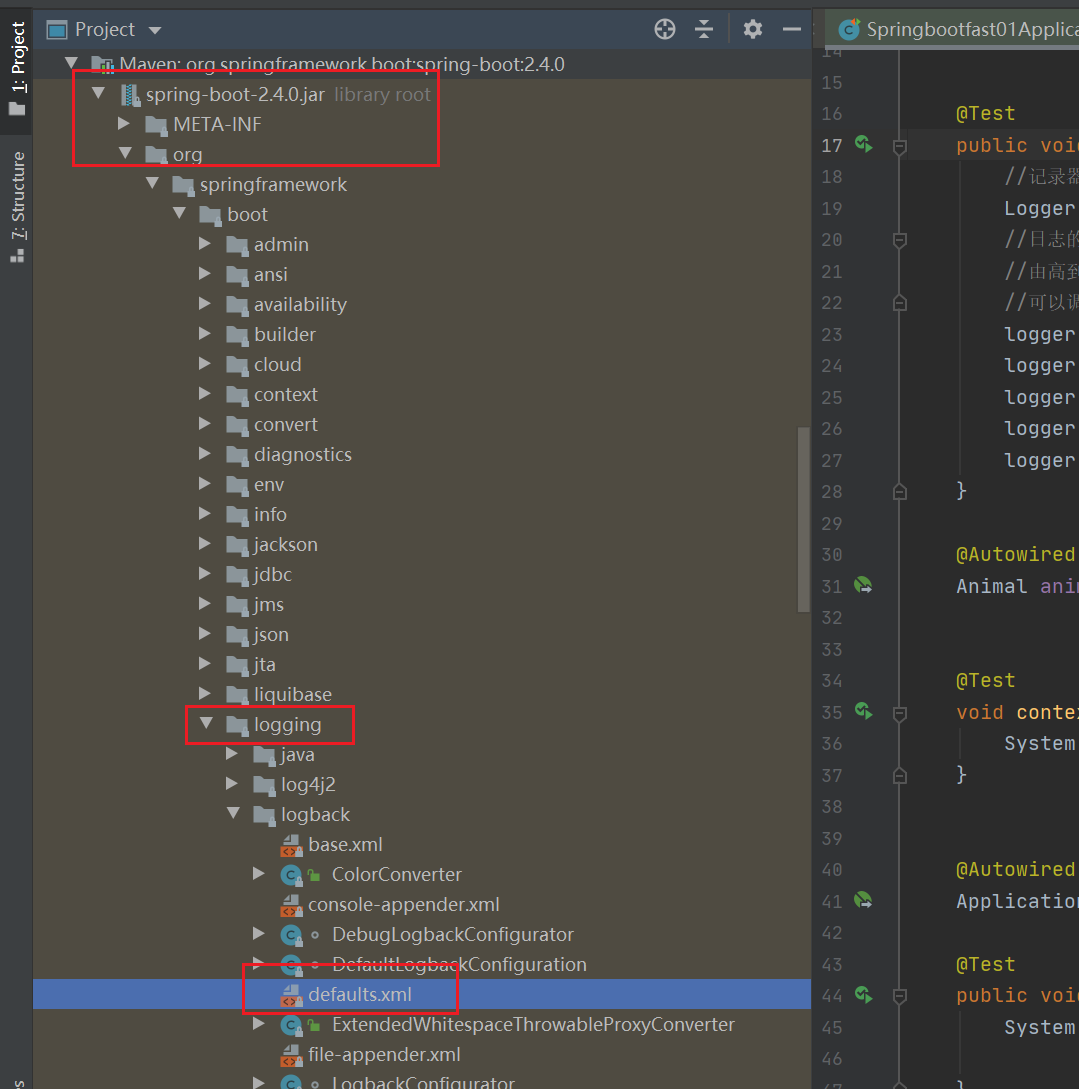 Project
Springbootfast01Applica
1: Project
7: Structure
Maven: org.springframework.boot:spring-boot:2.4.0
spring-boot-2.4.0.jar library root
META-INF
org
springframework
boot
admin
ansi
availability
builder
cloud
context
convert
diagnostics
env
info
jackson
jdbc
jms
json
jta
liquibase
logging
java
log4j2
logback
base.xml
ColorConverter
console-appender.xml
DebugLogbackConfigurator
DefaultLogbackConfiguration
defaults.xml
ExtendedWhitespaceThrowableProxyConverter
file-appender.xml
LogbackConfigurator
14
15
16 @Test
17 public voi
18 //记录器
19 Logger
20 //日志的
21 //由高到
22 //可以调
23 logger
24 logger
25 logger
26 logger
27 logger
28 }
29
30 @Autowired
31 Animal ani
32
33
34 @Test
35 void conte
36 System
37 }
38
39
40 @Autowired
41 Application
42
43 @Test
44 public voi
45 System
46
47 }